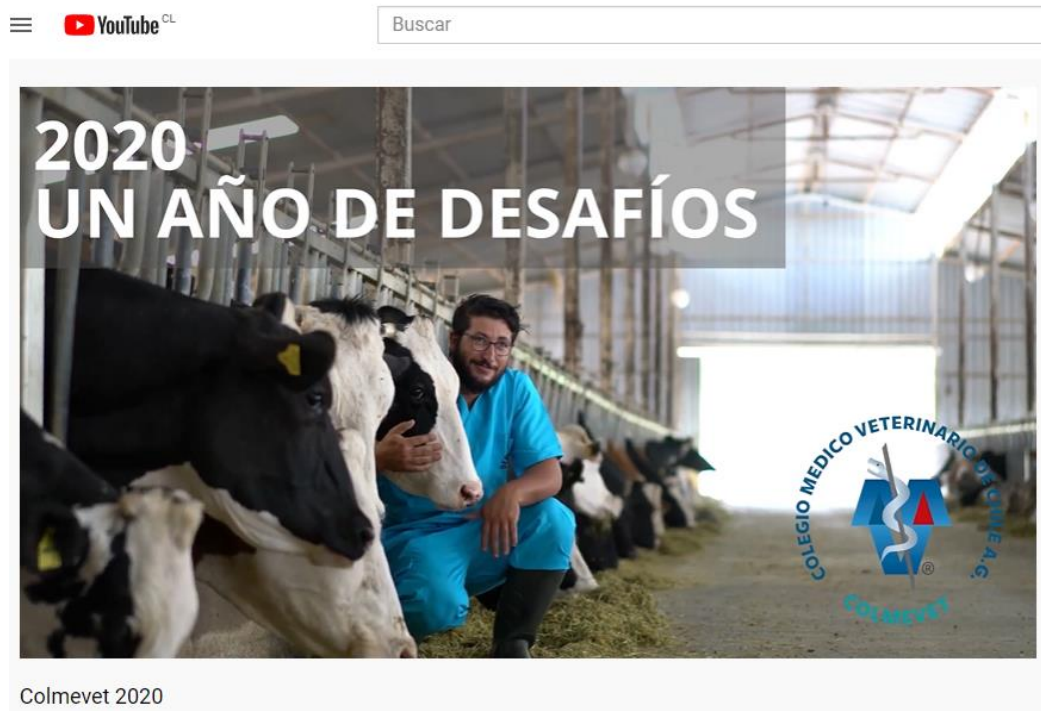 YouTube CL
Buscar
2020
UN AÑO DE DESAFÍOS
COLEGIO MEDICO VETERINARIO DE CHILE A.G.
®
COLMEVET
Colmevet 2020